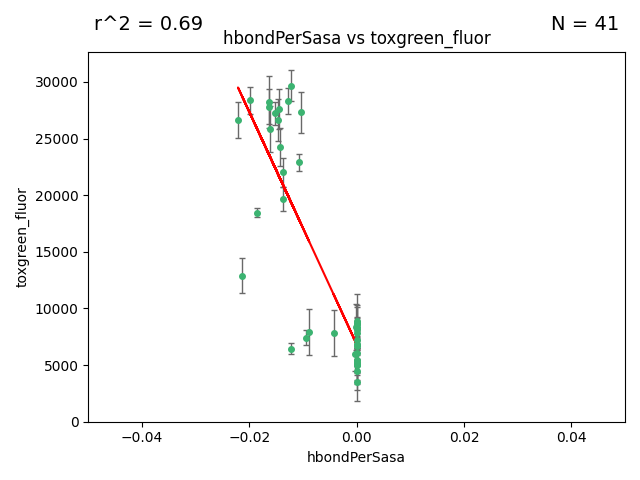 r^2 = 0.69
N = 41
hbondPerSasa vs toxgreen_fluor
toxgreen_fluor
30000
25000
20000
15000
10000
5000
0
−0.04
−0.02
0.00
0.02
0.04
hbondPerSasa